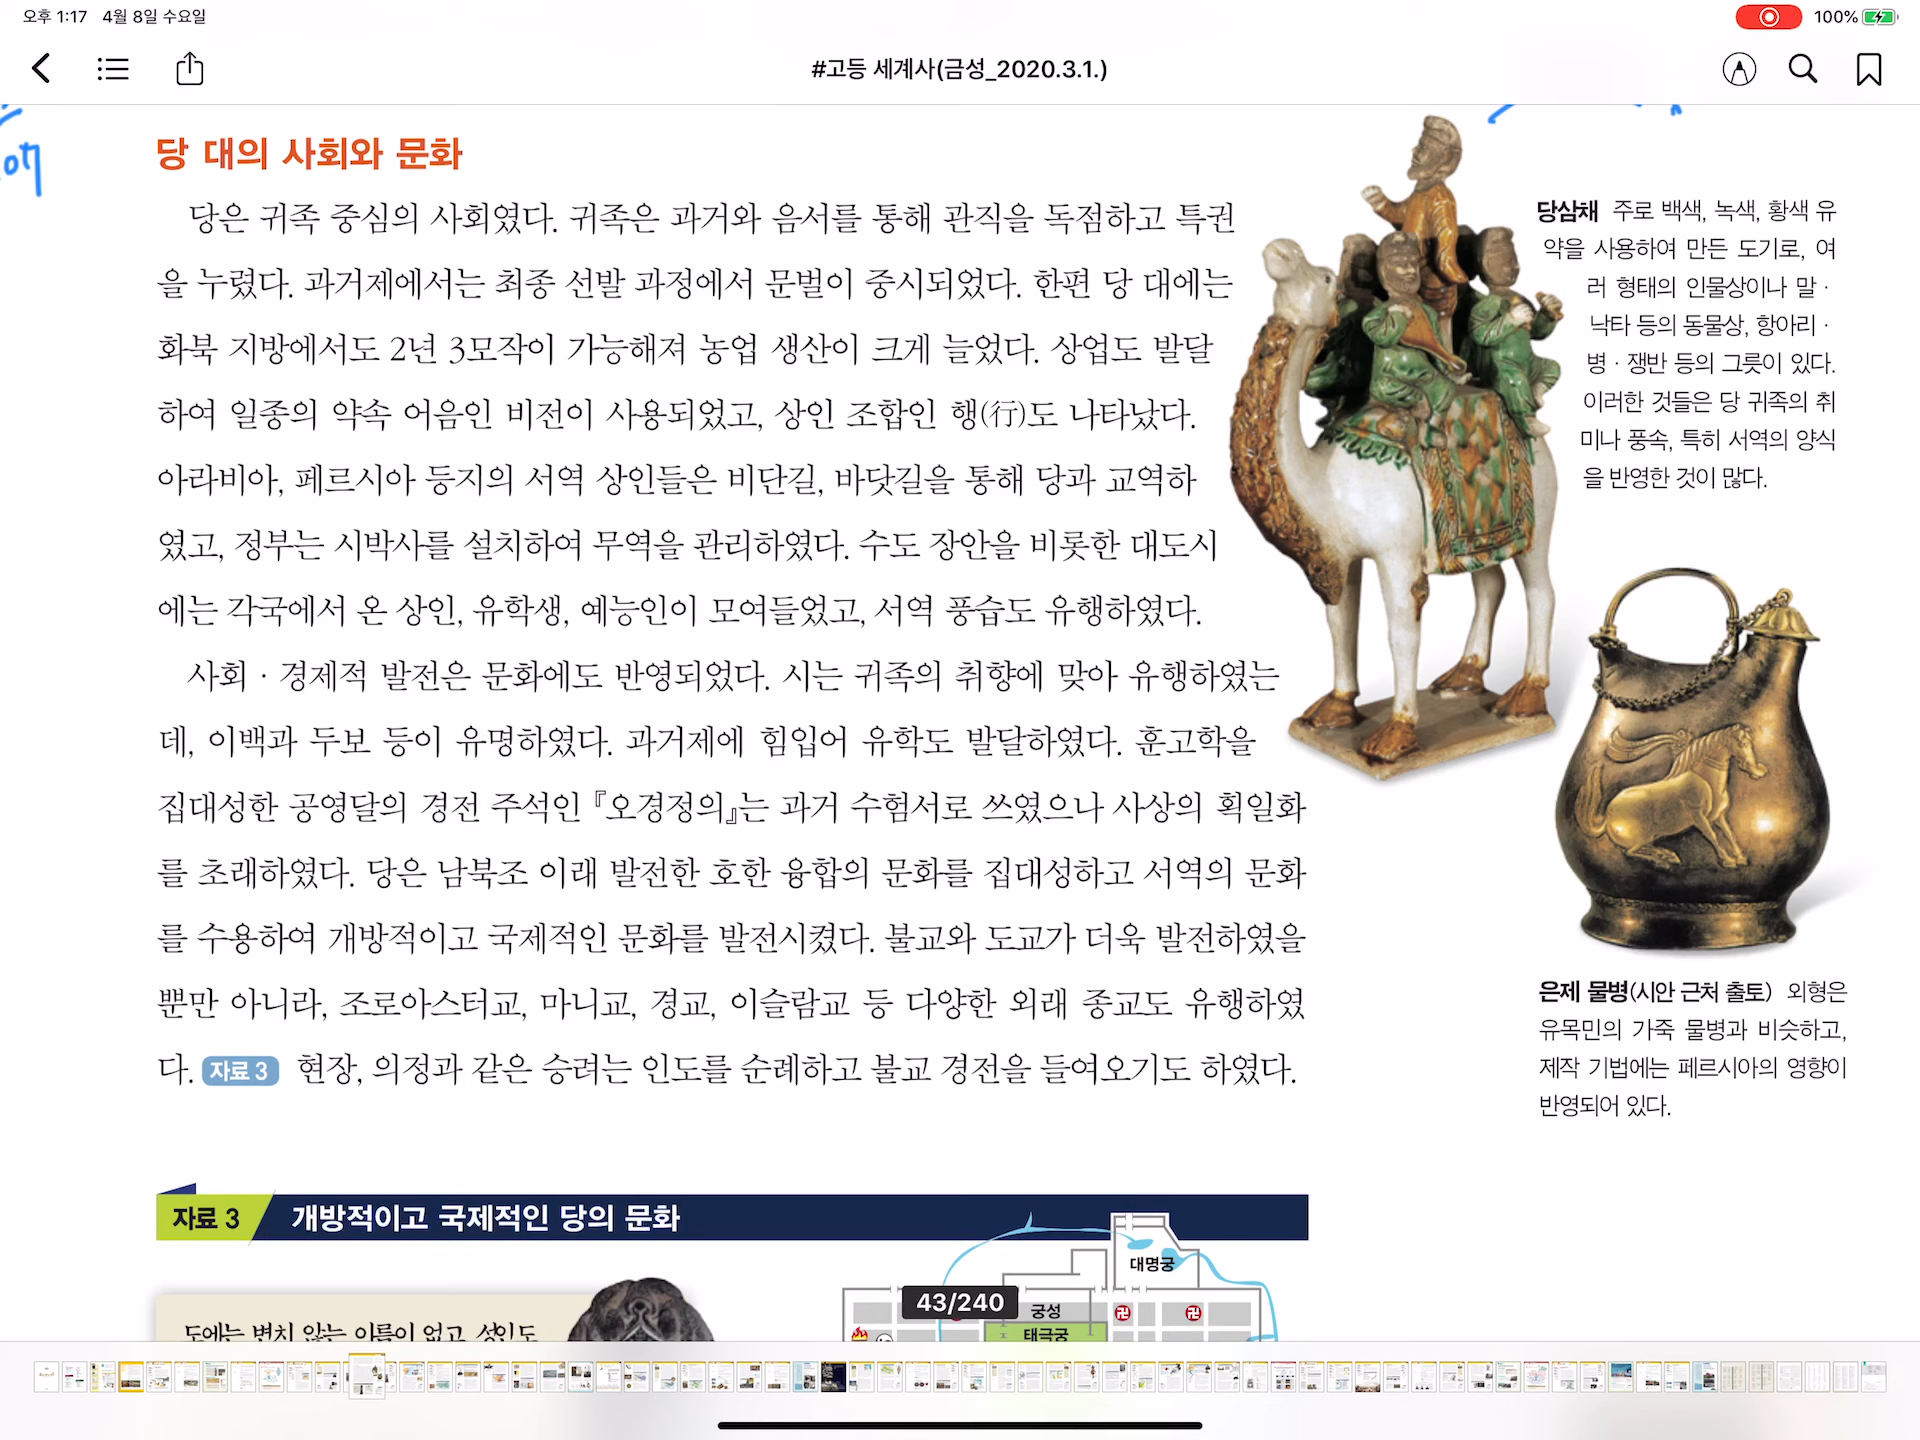 오후 1:17 4월 8일 수요일
100%
#고등 세계사(금성_2020.3.1.)
당 대의 사회와 문화
당은 귀족 중심의 사회였다. 귀족은 과거와 음서를 통해 관직을 독점하고 특권
을 누렸다. 과거제에서는 최종 선발 과정에서 문벌이 중시되었다. 한편 당 대에는
화북 지방에서도 2년 3모작이 가능해져 농업 생산이 크게 늘었다. 상업도 발달
하여 일종의 약속 어음인 비전이 사용되었고, 상인 조합인 행(行)도 나타났다.
아라비아, 페르시아 등지의 서역 상인들은 비단길, 바닷길을 통해 당과 교역하
였고, 정부는 시박사를 설치하여 무역을 관리하였다. 수도 장안을 비롯한 대도시
에는 각국에서 온 상인, 유학생, 예능인이 모여들었고, 서역 풍습도 유행하였다.
사회·경제적 발전은 문화에도 반영되었다. 시는 귀족의 취향에 맞아 유행하였는
데, 이백과 두보 등이 유명하였다. 과거제에 힘입어 유학도 발달하였다. 훈고학을
집대성한 공영달의 경전 주석인 『오경정의』는 과거 수험서로 쓰였으나 사상의 획일화
를 초래하였다. 당은 남북조 이래 발전한 호한 융합의 문화를 집대성하고 서역의 문화
를 수용하여 개방적이고 국제적인 문화를 발전시켰다. 불교와 도교가 더욱 발전하였을
뿐만 아니라, 조로아스터교, 마니교, 경교, 이슬람교 등 다양한 외래 종교도 유행하였
다. 자료 3 현장, 의정과 같은 승려는 인도를 순례하고 불교 경전을 들여오기도 하였다.
당삼채 주로 백색, 녹색, 황색 유
약을 사용하여 만든 도기로, 여
러 형태의 인물상이나 말·
낙타 등의 동물상, 항아리·
병·쟁반 등의 그릇이 있다.
이러한 것들은 당 귀족의 취
미나 풍속, 특히 서역의 양식
을 반영한 것이 많다.
은제 물병(시안 근처 출토) 외형은
유목민의 가죽 물병과 비슷하고,
제작 기법에는 페르시아의 영향이
반영되어 있다.
자료 3 개방적이고 국제적인 당의 문화
대명궁
43/240
궁성
태극궁